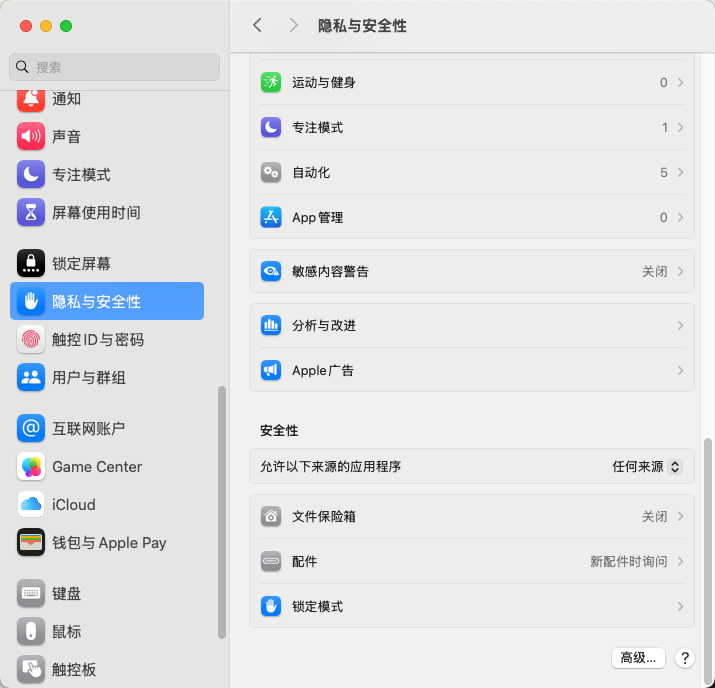 搜索
通知
声音
专注模式
屏幕使用时间
锁定屏幕
隐私与安全性
触控 ID 与密码
用户与群组
互联网账户
Game Center
iCloud
钱包与 Apple Pay
键盘
鼠标
触控板
隐私与安全性
运动与健身 0
专注模式 1
自动化 5
App 管理 0
敏感内容警告 关闭
分析与改进
Apple 广告
安全性
允许以下来源的应用程序 任何来源
文件保险箱 关闭
配件 新配件时询问
锁定模式
高级... ?